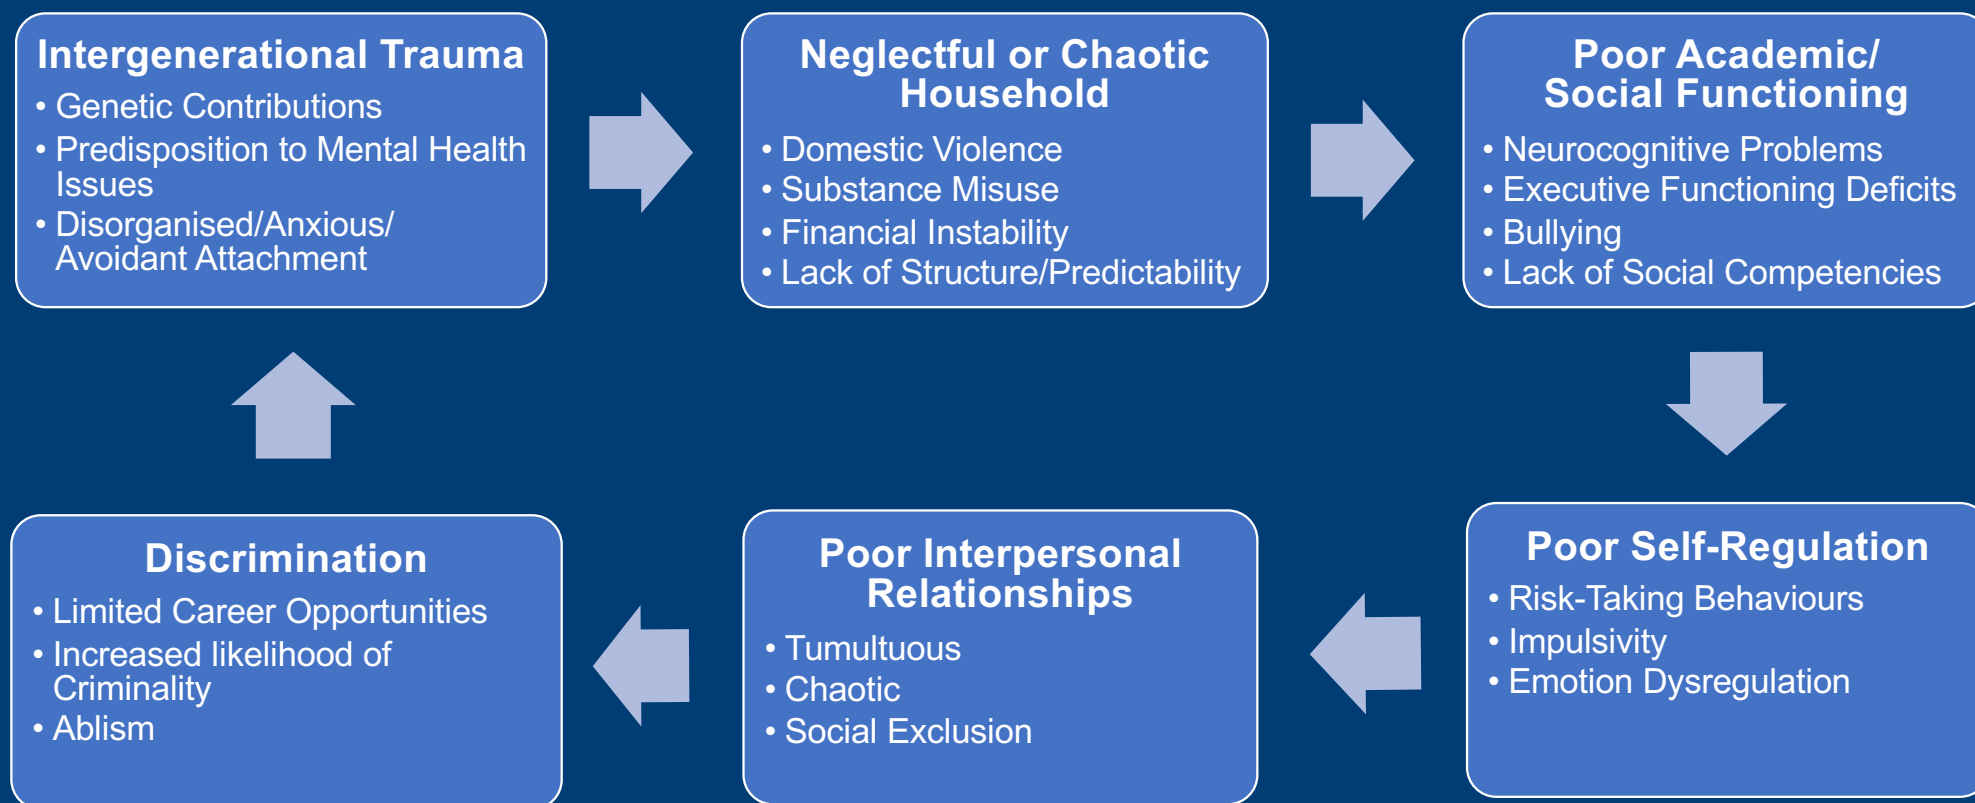 Intergenerational Trauma
• Genetic Contributions
• Predisposition to Mental Health
Issues
• Disorganised/Anxious/
Avoidant Attachment
Neglectful or Chaotic
Household
• Domestic Violence
• Substance Misuse
• Financial Instability
• Lack of Structure/Predictability
Poor Academic/
Social Functioning
• Neurocognitive Problems
• Executive Functioning Deficits
• Bullying
• Lack of Social Competencies
Poor Self-Regulation
• Risk-Taking Behaviours
• Impulsivity
• Emotion Dysregulation
Poor Interpersonal
Relationships
• Tumultuous
• Chaotic
• Social Exclusion
Discrimination
• Limited Career Opportunities
• Increased likelihood of
Criminality
• Ablism